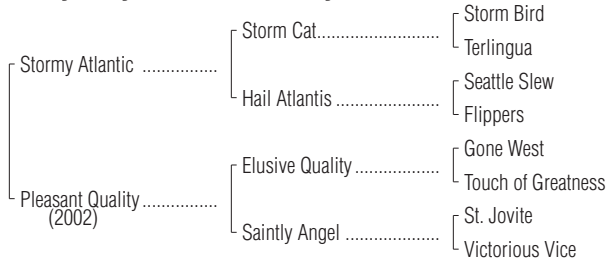 Storm Bird
Storm Cat....................
Terlingua
Stormy Atlantic ...............
Seattle Slew
Hail Atlantis .................
Flippers
Gone West
Elusive Quality ..............
Touch of Greatness
Pleasant Quality ...............
(2002)
St. Jovite
Saintly Angel ................
Victorious Vice